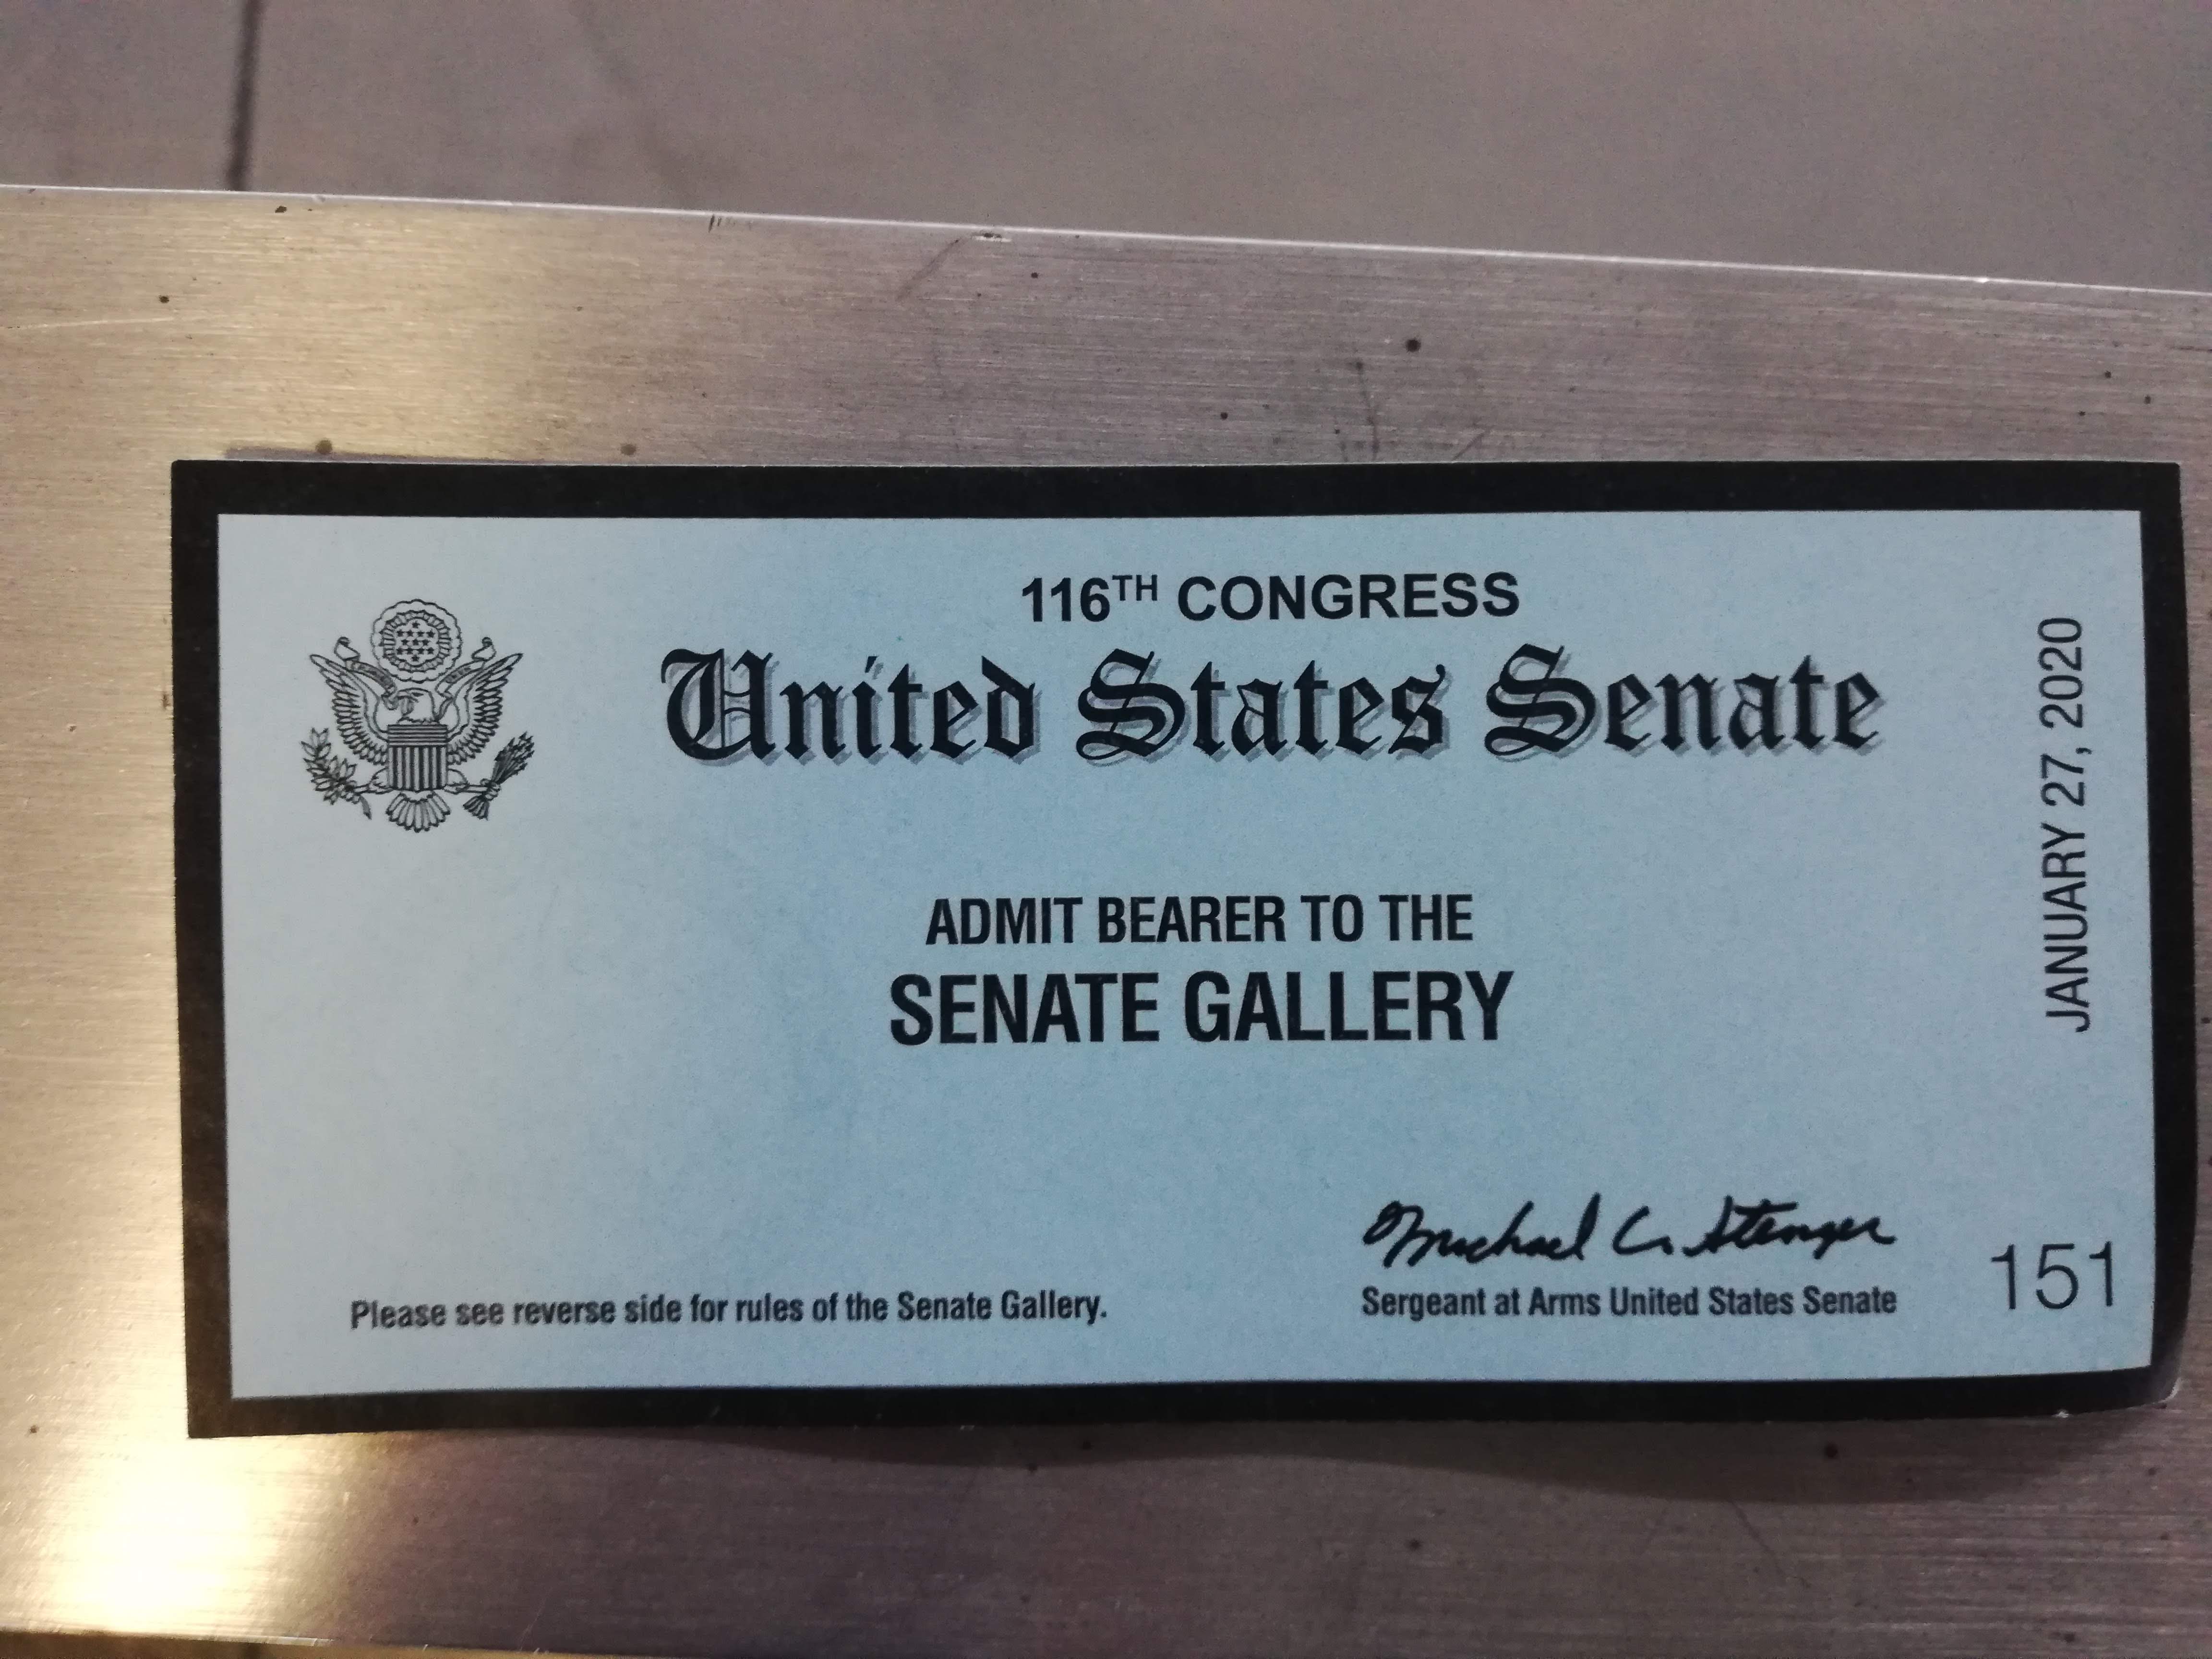 116TH CONGRESS
United States Senate
JANUARY 27, 2020
ADMIT BEARER TO THE
SENATE GALLERY
Michael C. Stenger
Please see reverse side for rules of the Senate Gallery.
Sergeant at Arms United States Senate
151